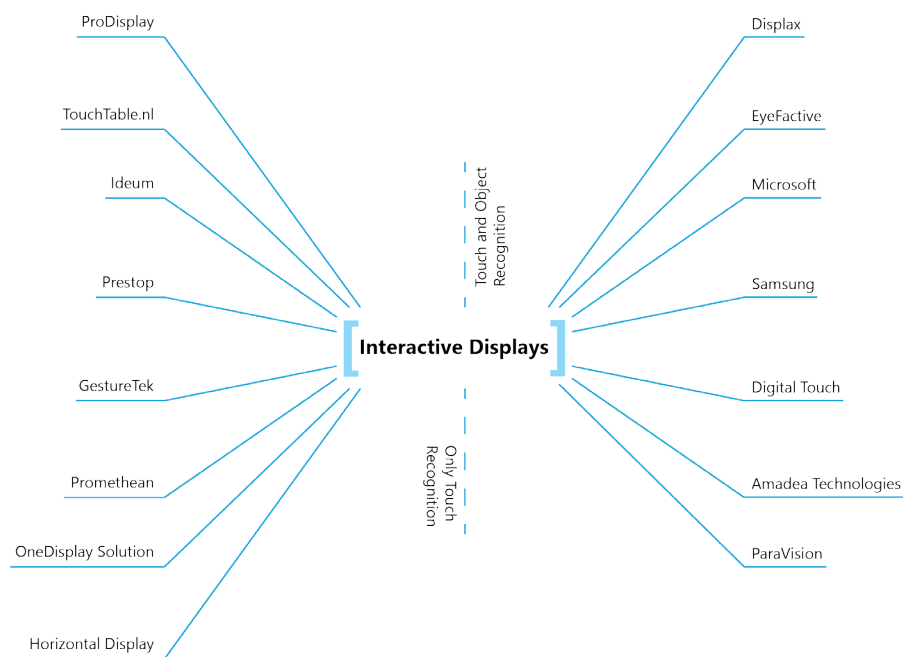 ProDisplay
Displax
TouchTable.nl
EyeFactive
Ideum
Microsoft
Touch and Object
Recognition
Prestop
Samsung
Interactive Displays
GestureTek
Digital Touch
Only Touch
Recognition
Promethean
Amadea Technologies
OneDisplay Solution
ParaVision
Horizontal Display